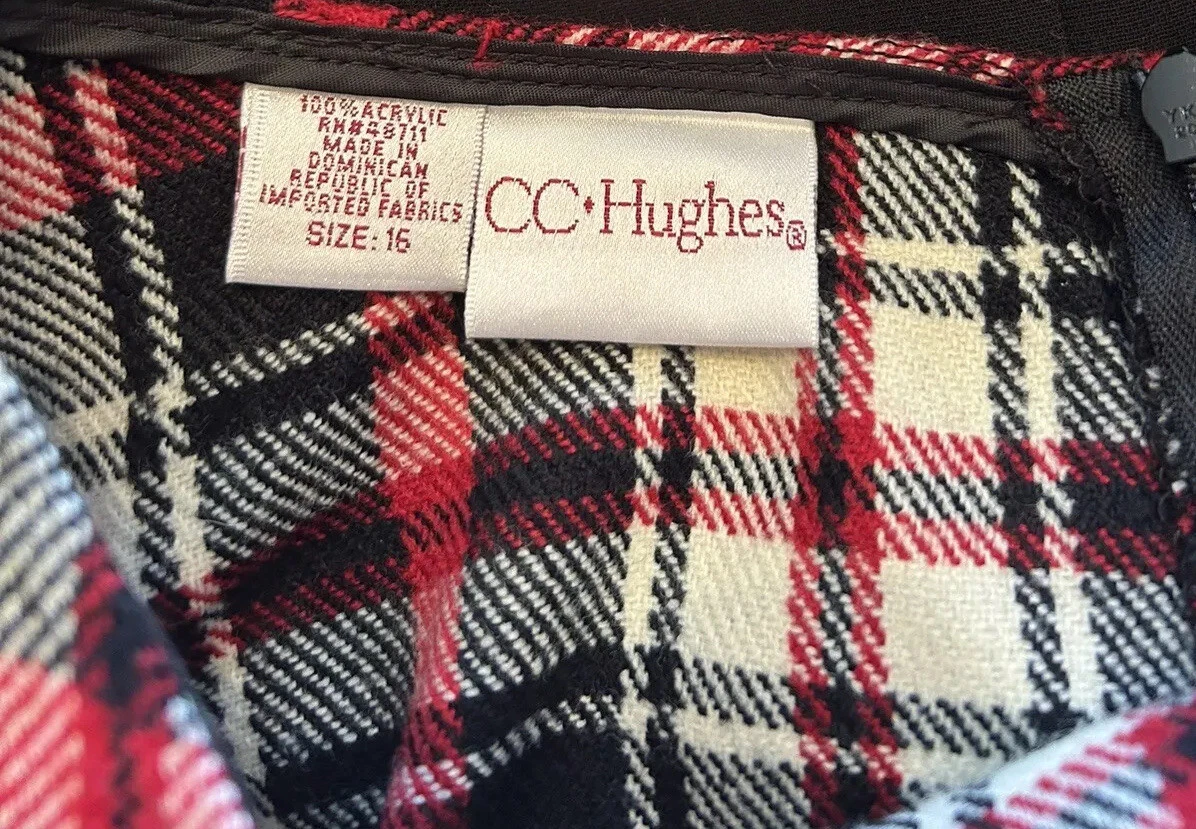 100% ACRYLIC
RN#48711
MADE IN
DOMINICAN
REPUBLIC OF
IMPORTED FABRICS
SIZE: 16
CC♦Hughes®